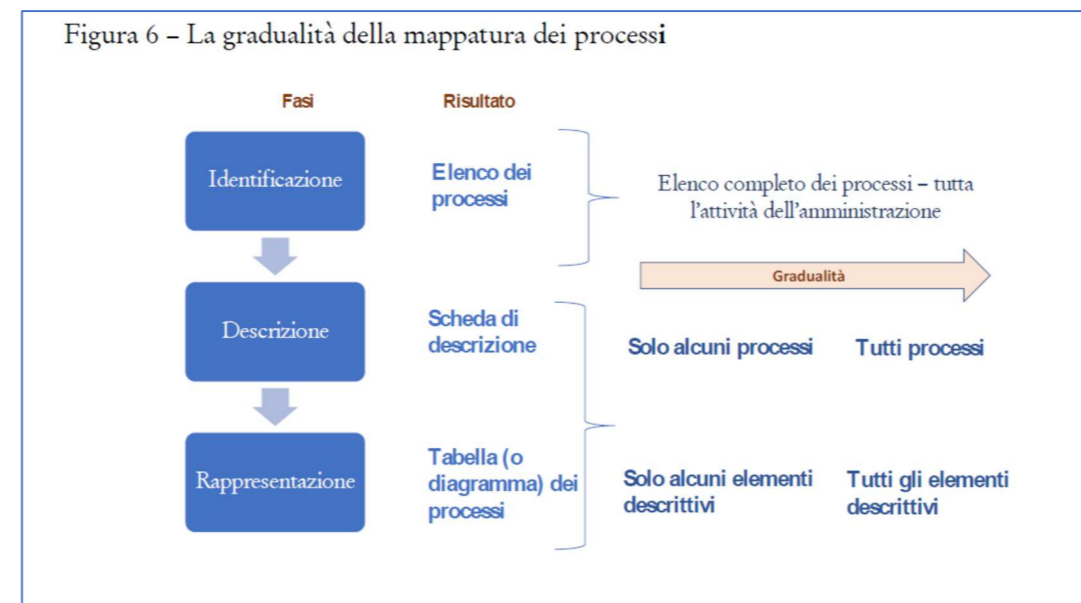 Figura 6 – La gradualità della mappatura dei processi
Fasi
Risultato
Identificazione
Elenco dei
processi
Elenco completo dei processi – tutta
l'attività dell'amministrazione
Gradualità
Descrizione
Scheda di
descrizione
Solo alcuni processi
Tutti processi
Rappresentazione
Tabella (o
diagramma) dei
processi
Solo alcuni elementi
descrittivi
Tutti gli elementi
descrittivi